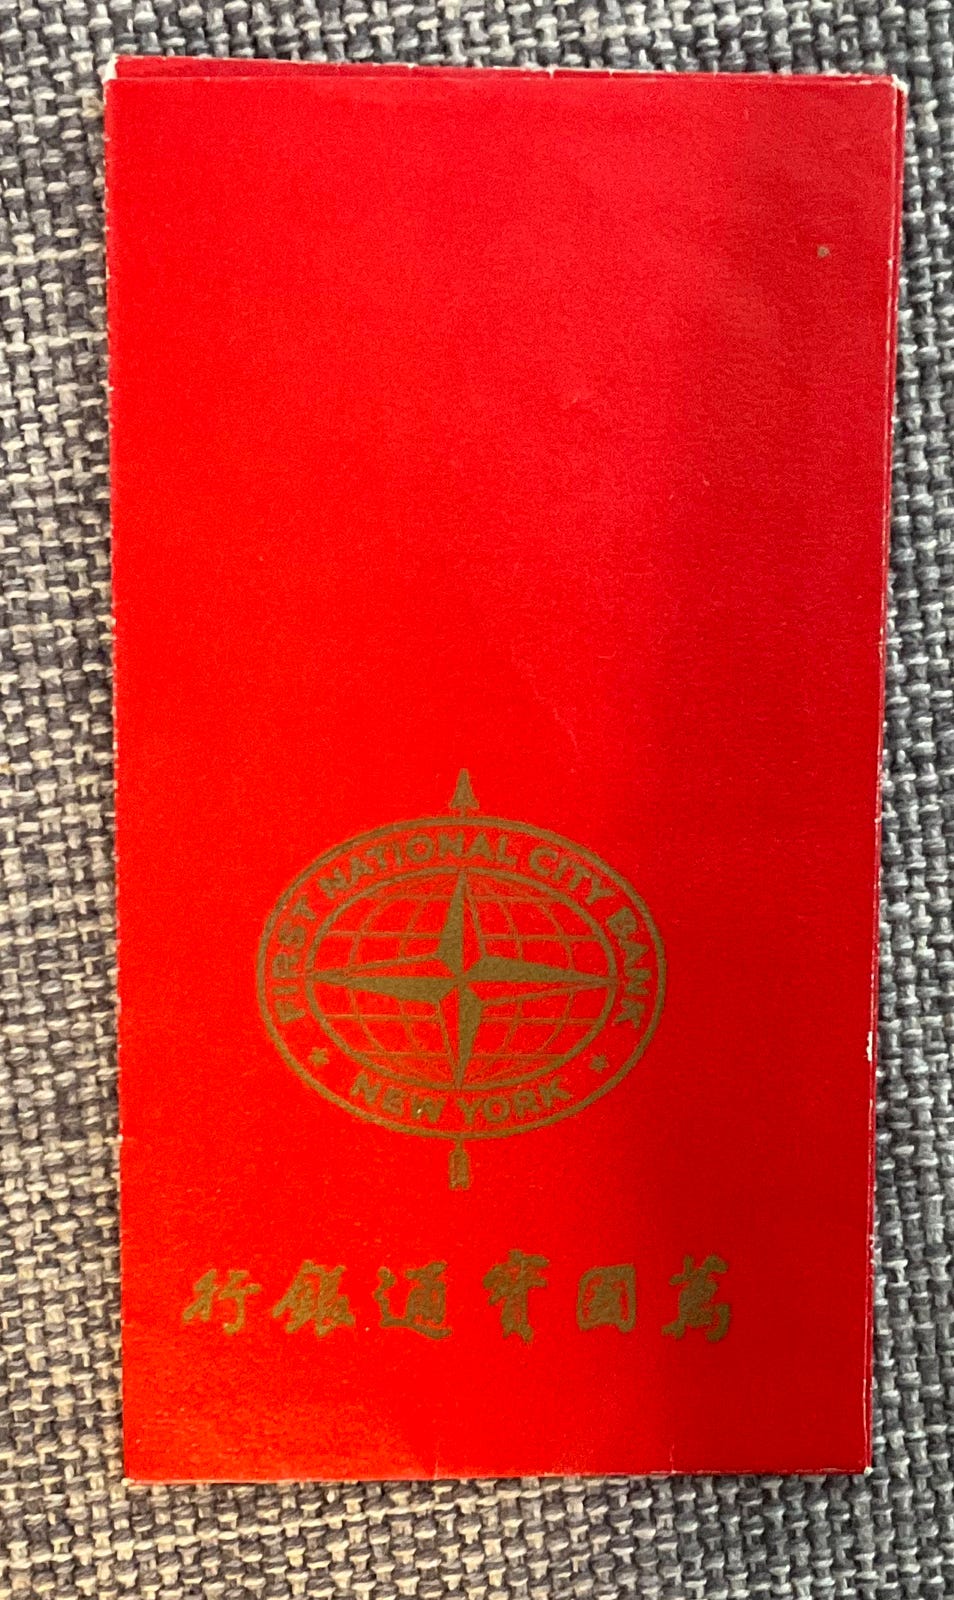 FIRST NATIONAL CITY BANK
NEW YORK
萬國寶通銀行